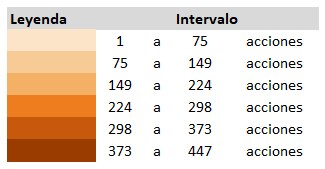 Leyenda Intervalo
1 a 75 acciones
75 a 149 acciones
149 a 224 acciones
224 a 298 acciones
298 a 373 acciones
373 a 447 acciones